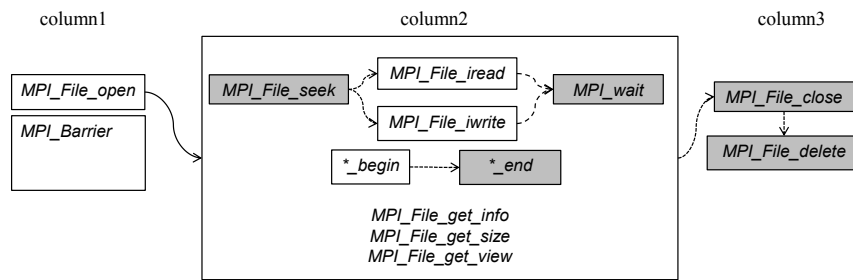 column1
column2
column3
MPI_File_open
MPI_Barrier
MPI_File_seek
MPI_File_iread
MPI_File_iwrite
MPI_wait
*_begin
*_end
MPI_File_get_info
MPI_File_get_size
MPI_File_get_view
MPI_File_close
MPI_File_delete